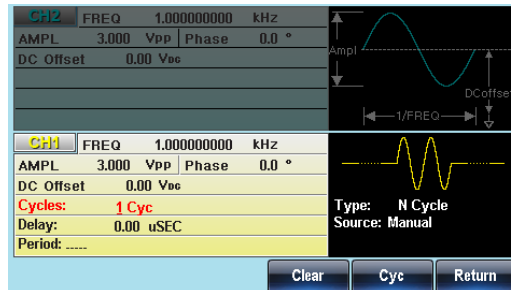 CH2 FREQ 1.000000000 kHz
AMPL 3.000 VPP Phase 0.0 °
DC Offset 0.00 VDC
Ampl
DCoffset
1/FREQ
CH1 FREQ 1.000000000 kHz
AMPL 3.000 VPP Phase 0.0 °
DC Offset 0.00 VDC
Cycles: 1 Cyc
Delay: 0.00 uSEC
Period: .....
Type: N Cycle
Source: Manual
Clear Cyc Return